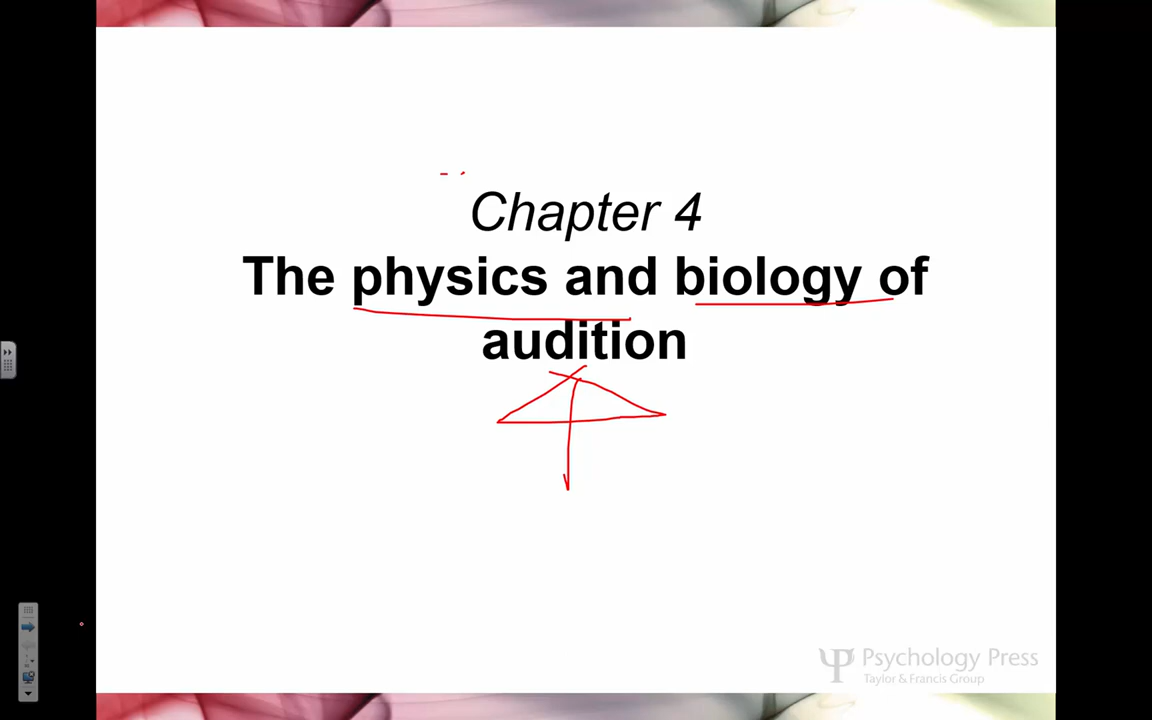 Chapter 4
The physics and biology of
audition
Psychology Press
Taylor & Francis Group